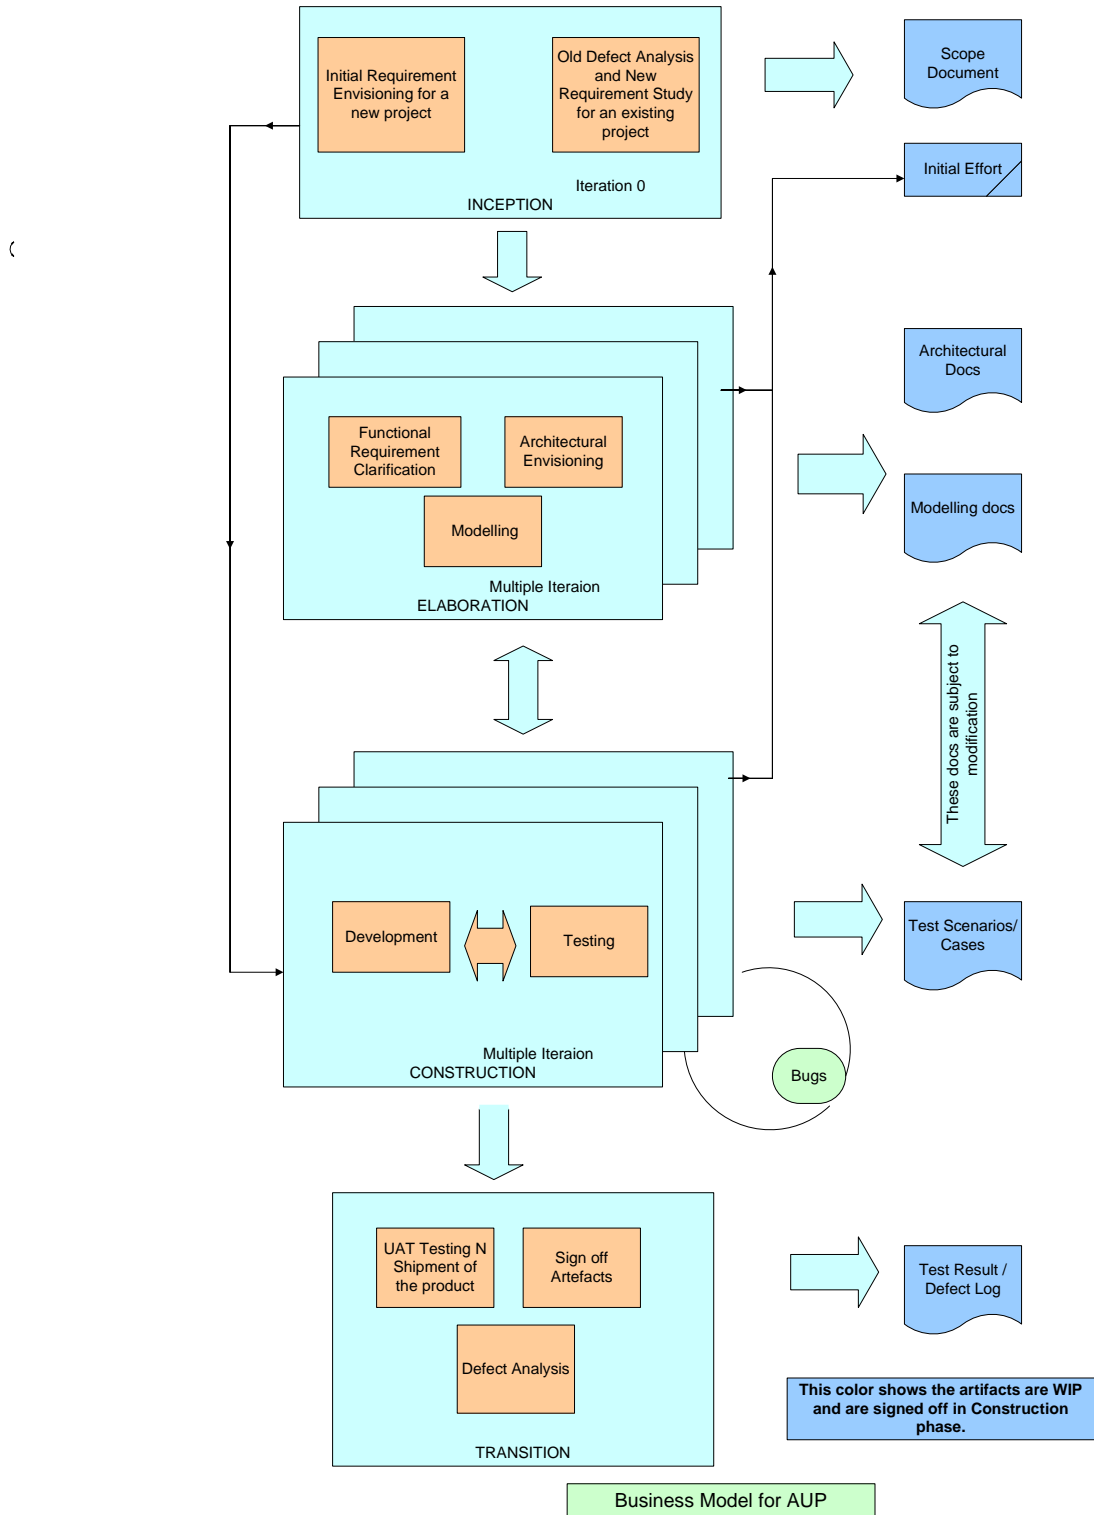 Initial Requirement
Envisioning for a
new project
Old Defect Analysis
and New
Requirement Study
for an existing
project
Iteration 0
INCEPTION
Scope
Document
Initial Effort
Functional
Requirement
Clarification
Architectural
Envisioning
Modelling
Multiple Iteraion
ELABORATION
Architectural
Docs
Modelling docs
These docs are subject to
modification
Development
Testing
Multiple Iteraion
CONSTRUCTION
Test Scenarios/
Cases
Bugs
UAT Testing N
Shipment of
the product
Sign off
Artefacts
Defect Analysis
TRANSITION
Test Result /
Defect Log
This color shows the artifacts are WIP
and are signed off in Construction
phase.
Business Model for AUP